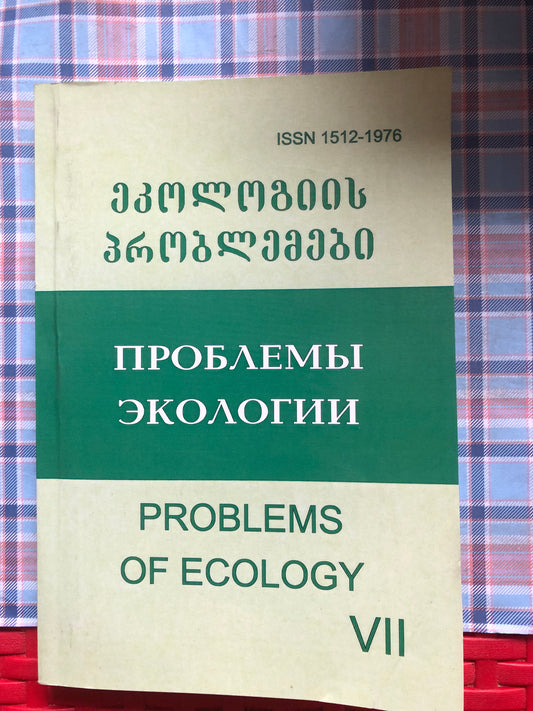 ISSN 1512-1976
ეკოლოგიის
პრობლემები
ПРОБЛЕМЫ
ЭКОЛОГИИ
PROBLEMS
OF ECOLOGY
VII